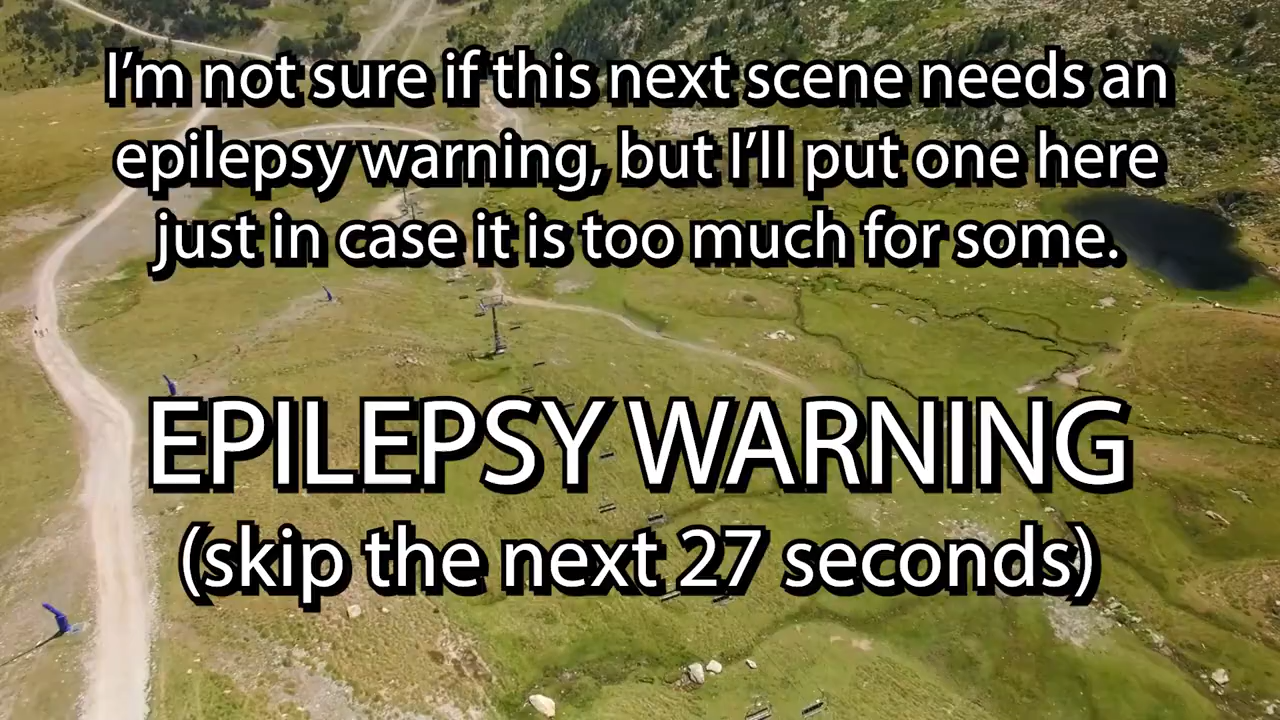 I’m not sure if this next scene needs an
epilepsy warning, but I’ll put one here
just in case it is too much for some.
EPILEPSY WARNING
(skip the next 27 seconds)